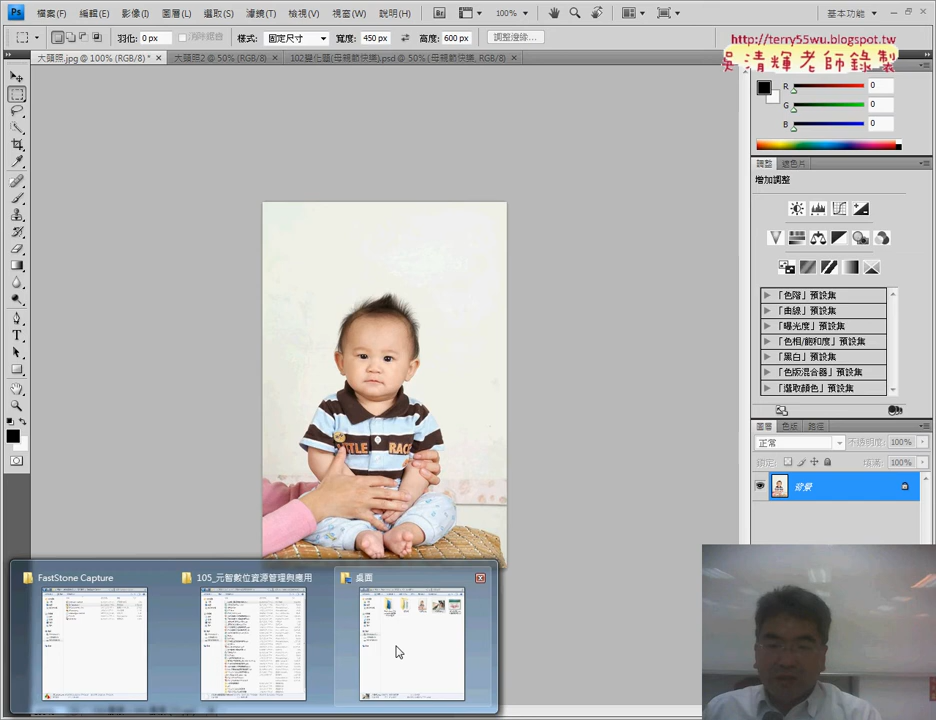 Ps 檔案(F) 編輯(E) 影像(I) 圖層(L) 選取(S) 濾鏡(T) 檢視(V) 視窗(W) 說明(H) Br 100% 基本功能
羽化: 0 px 消除鋸齒 樣式: 固定尺寸 寬度: 450 px 高度: 600 px 調整邊緣...
http://terry55wu.blogspot.tw
吳清輝老師錄製
大頭照.jpg @ 100% (RGB/8) * 大頭照2 @ 50% (RGB/8)
R 0
G 0
B 0
調整 遮色片
增加調整
「色階」預設集
「曲線」預設集
「曝光度」預設集
「色相/飽和度」預設集
「黑白」預設集
「色版混合器」預設集
「選取顏色」預設集
圖層 色版 路徑
正常 不透明度: 100%
鎖定: 填滿: 100%
背景
LITTLE RAC
FastStone Capture 105_元智數位資源管理與應用 桌面